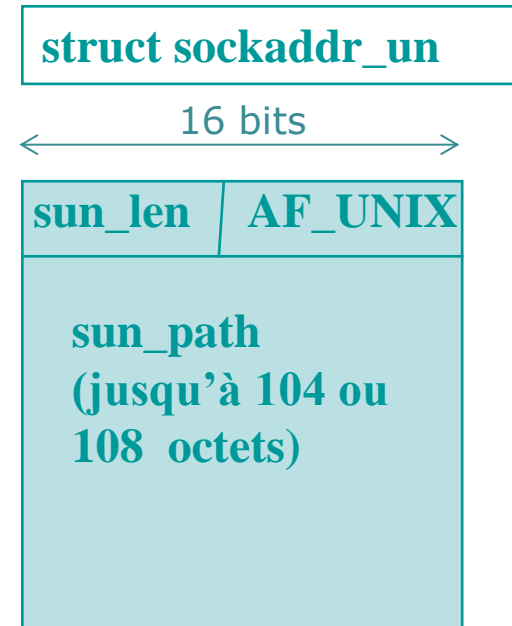 struct sockaddr_un
16 bits
sun_len AF_UNIX
sun_path
(jusqu'à 104 ou
108 octets)